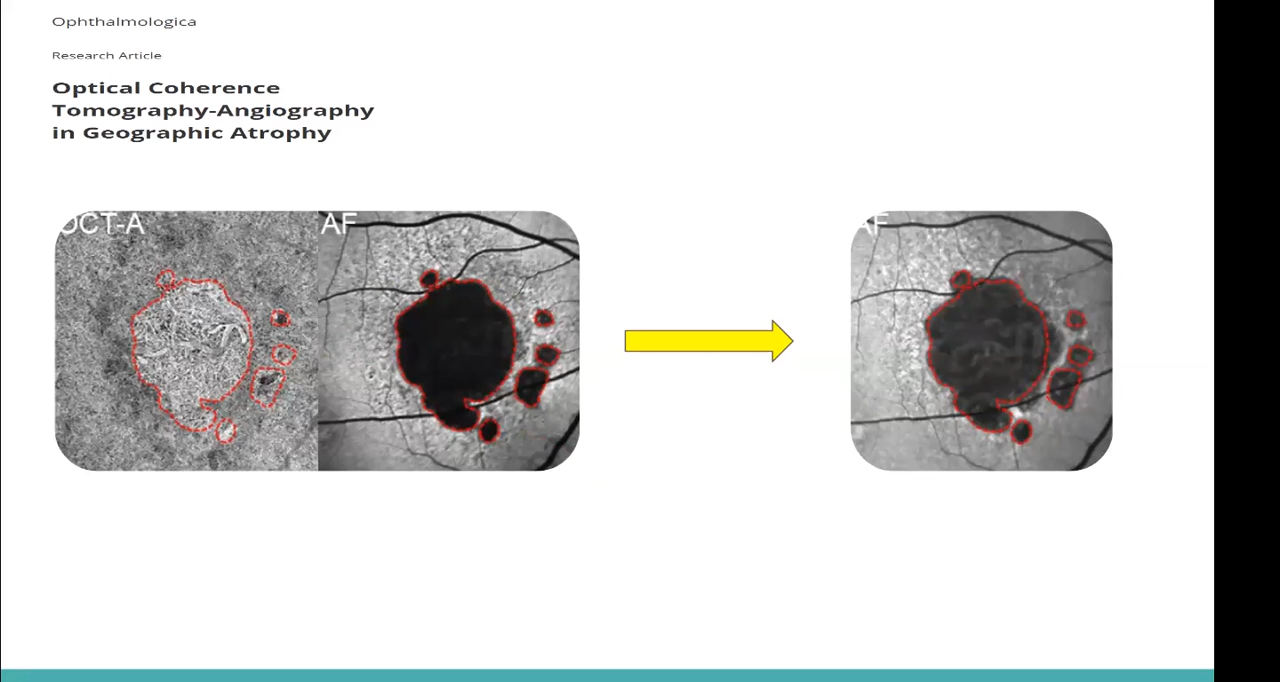 Ophthalmologica
Research Article
Optical Coherence
Tomography-Angiography
in Geographic Atrophy
OCT-A
AF
AF